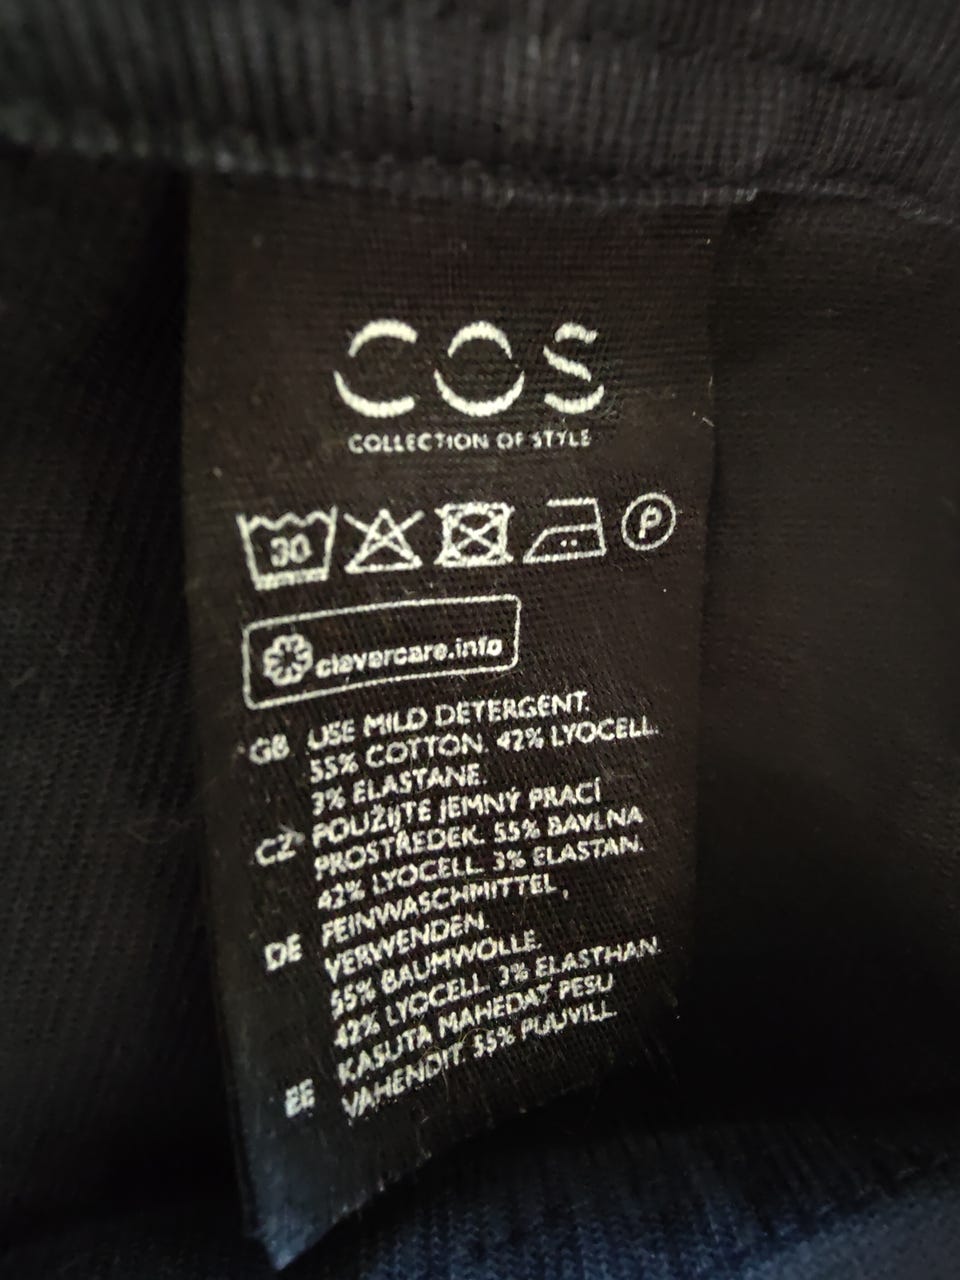 COS
COLLECTION OF STYLE
30
P
clevercare.info
GB USE MILD DETERGENT.
55% COTTON. 42% LYOCELL.
3% ELASTANE.
CZ POUŽIJTE JEMNÝ PRACÍ
PROSTŘEDEK. 55% BAVLNA
42% LYOCELL. 3% ELASTAN.
DE FEINWASCHMITTEL,
VERWENDEN.
55% BAUMWOLLE.
42% LYOCELL. 3% ELASTHAN.
EE KASUTA MAHEDAT PESU
VAHENDIT. 55% PUUVILL.